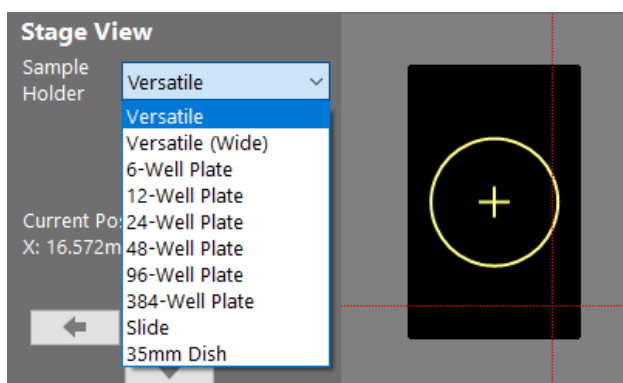 Stage View
Sample
Holder
Versatile
Versatile
Versatile (Wide)
6-Well Plate
12-Well Plate
24-Well Plate
48-Well Plate
96-Well Plate
384-Well Plate
Slide
35mm Dish
Current Pos
X: 16.572m